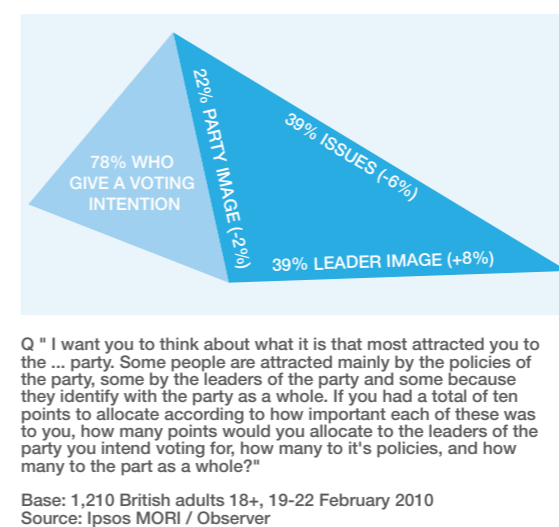 78% WHO
GIVE A VOTING
INTENTION
22% PARTY IMAGE (-2%)
39% ISSUES (-6%)
39% LEADER IMAGE (+8%)
Q " I want you to think about what it is that most attracted you to
the ... party. Some people are attracted mainly by the policies of
the party, some by the leaders of the party and some because
they identify with the party as a whole. If you had a total of ten
points to allocate according to how important each of these was
to you, how many points would you allocate to the leaders of the
party you intend voting for, how many to it's policies, and how
many to the part as a whole?"
Base: 1,210 British adults 18+, 19-22 February 2010
Source: Ipsos MORI / Observer